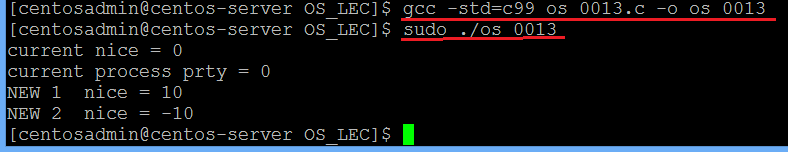 [centosadmin@centos-server OS_LEC]$ gcc -std=c99 os_0013.c -o os_0013
[centosadmin@centos-server OS_LEC]$ sudo ./os_0013
current nice = 0
current process prty = 0
NEW 1  nice = 10
NEW 2  nice = -10
[centosadmin@centos-server OS_LEC]$